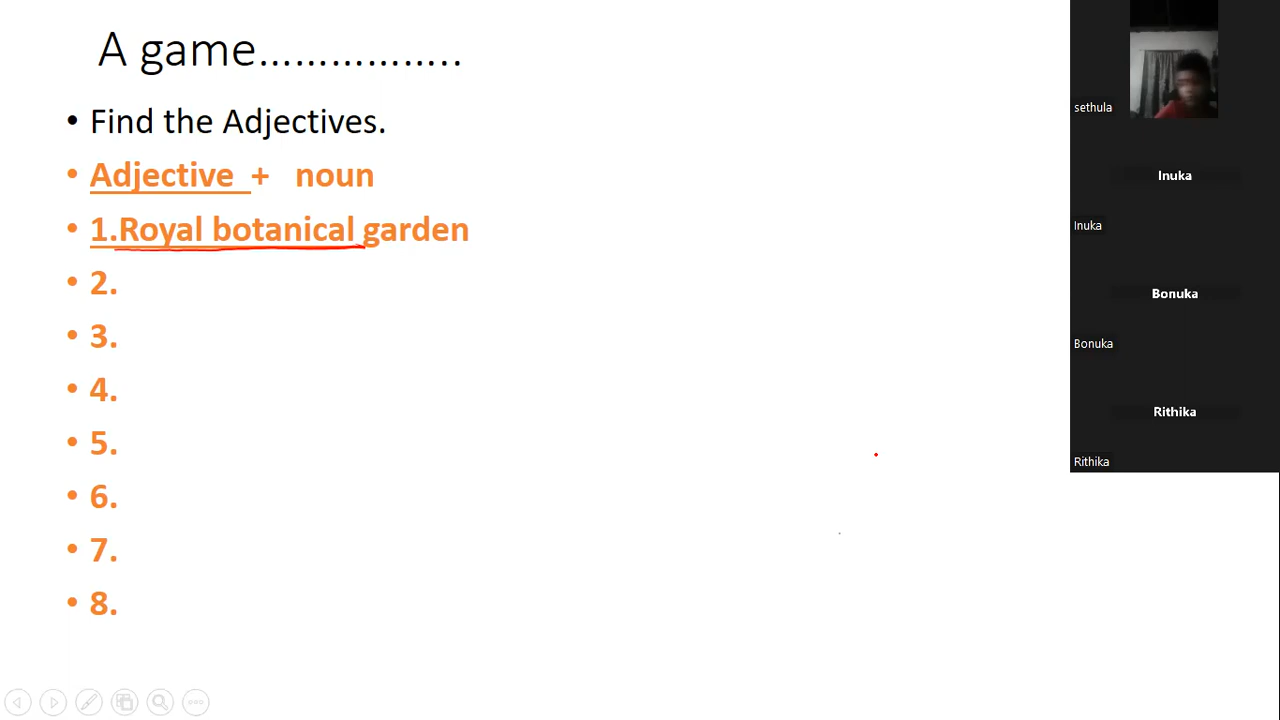 A game……………..
• Find the Adjectives.
• Adjective + noun
• 1.Royal botanical garden
• 2.
• 3.
• 4.
• 5.
• 6.
• 7.
• 8.
sethula
Inuka
Inuka
Bonuka
Bonuka
Rithika
Rithika